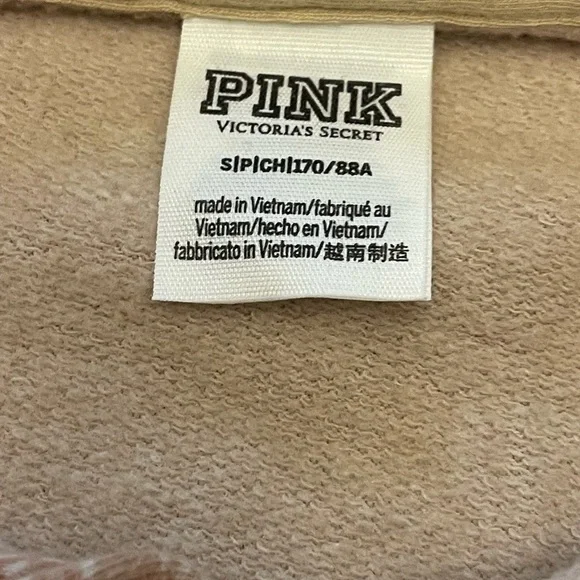 PINK
VICTORIA'S SECRET
S|P|CH|170/88A
made in Vietnam/fabriqué au
Vietnam/hecho en Vietnam/
fabbricato in Vietnam/越南制造